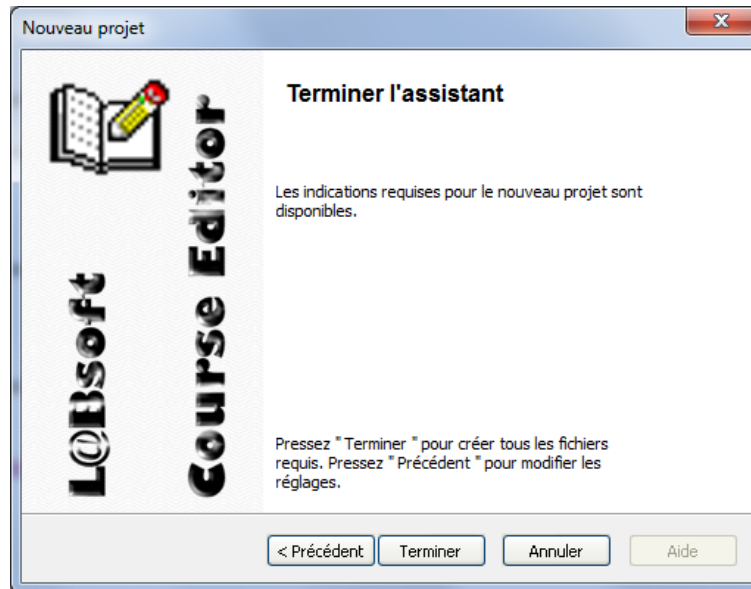 Nouveau projet
L@Bsoft
Course Editor
Terminer l'assistant
Les indications requises pour le nouveau projet sont
disponibles.
Pressez " Terminer " pour créer tous les fichiers
requis. Pressez " Précédent " pour modifier les
réglages.
< Précédent
Terminer
Annuler
Aide